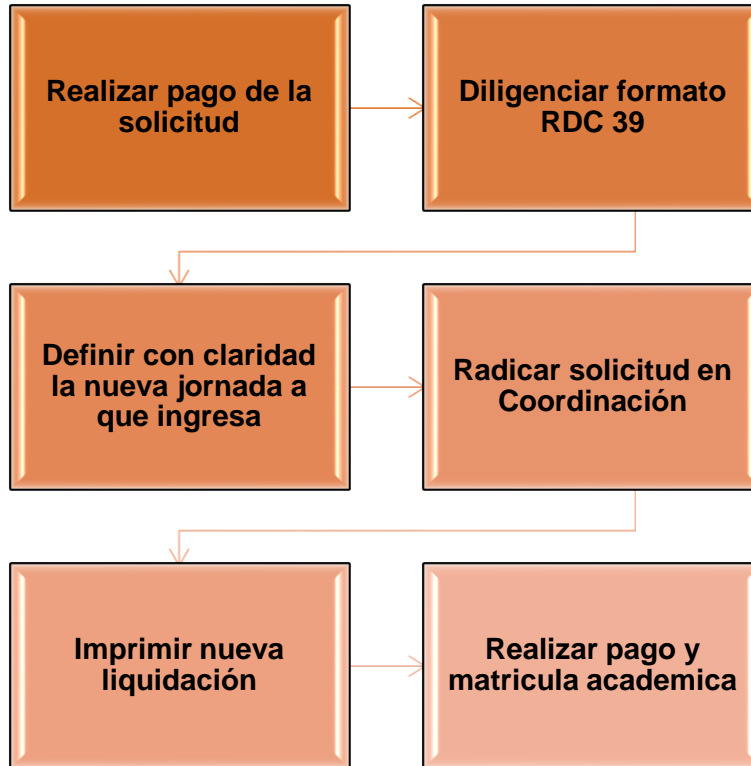 Realizar pago de la
solicitud
Diligenciar formato
RDC 39
Definir con claridad
la nueva jornada a
que ingresa
Radicar solicitud en
Coordinación
Imprimir nueva
liquidación
Realizar pago y
matricula academica